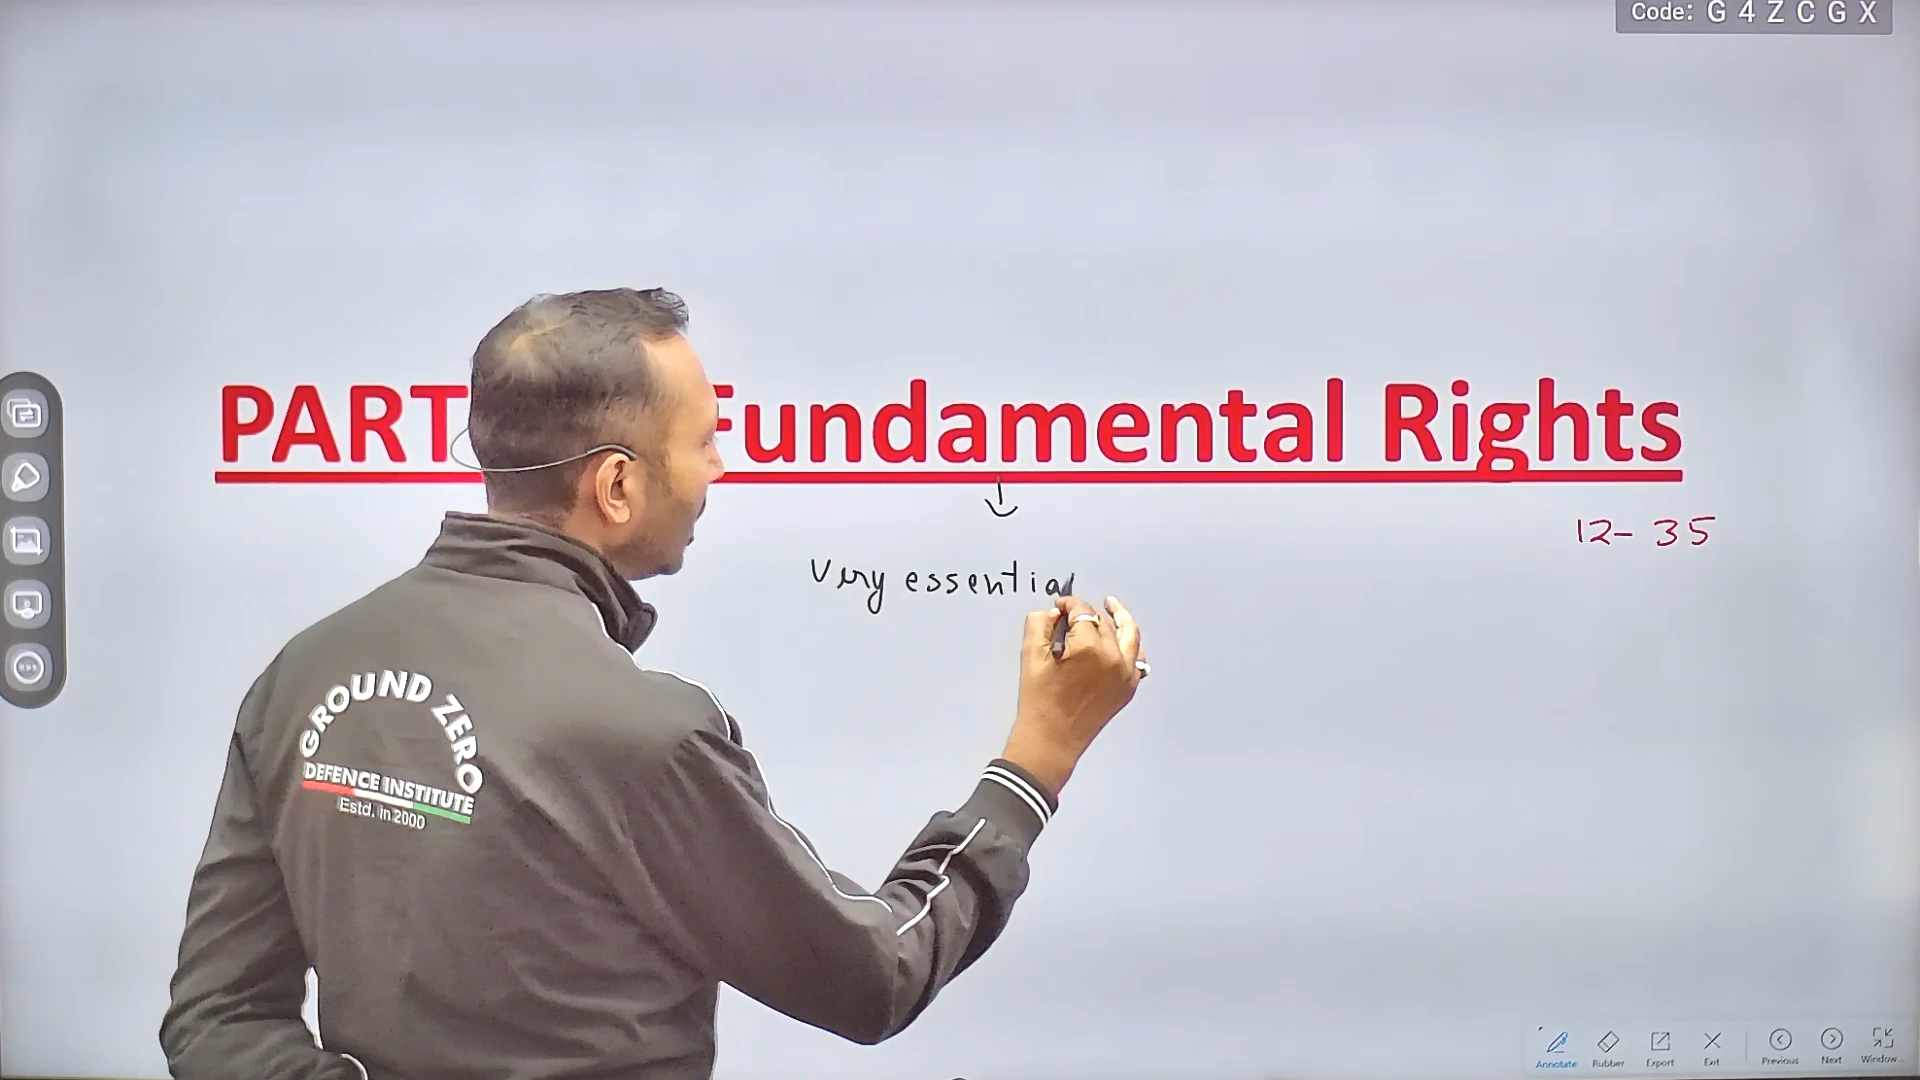 Code: G 4 Z C G X
PART Fundamental Rights
12- 35
Very essential
GROUND ZERO
DEFENCE INSTITUTE
Estd. in 2000
Annotate Rubber Export Exit Previous Next Window...